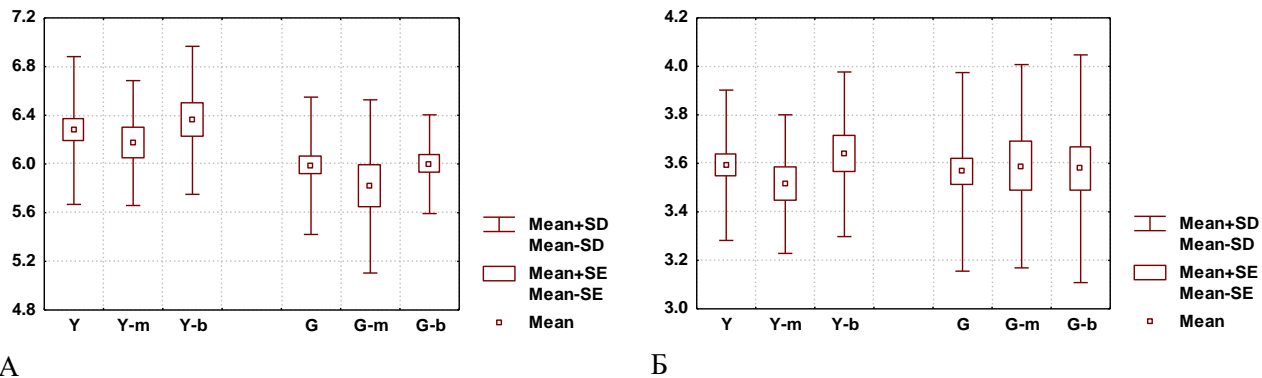 7.2
6.8
6.4
6.0
5.6
5.2
4.8
Y Y-m Y-b G G-m G-b
Mean+SD
Mean-SD
Mean+SE
Mean-SE
Mean
А
4.2
4.0
3.8
3.6
3.4
3.2
3.0
Y Y-m Y-b G G-m G-b
Mean+SD
Mean-SD
Mean+SE
Mean-SE
Mean
Б